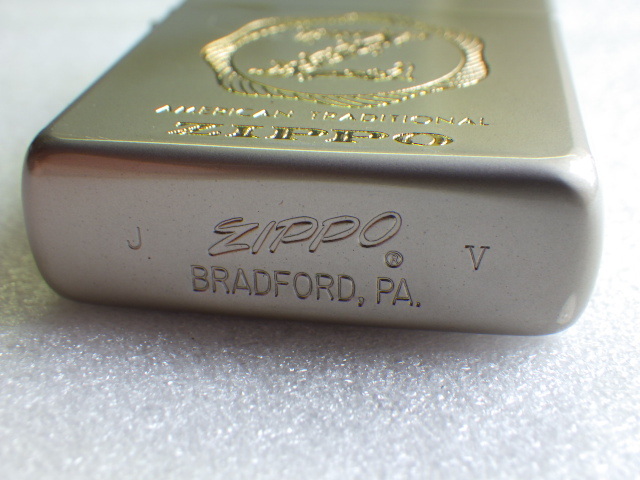 AMERICAN TRADITIONAL
ZIPPO
J ZIPPO® V
BRADFORD, PA.